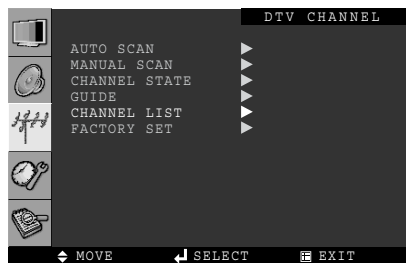 DTV CHANNEL
AUTO SCAN
MANUAL SCAN
CHANNEL STATE
GUIDE
CHANNEL LIST
FACTORY SET
MOVE SELECT EXIT